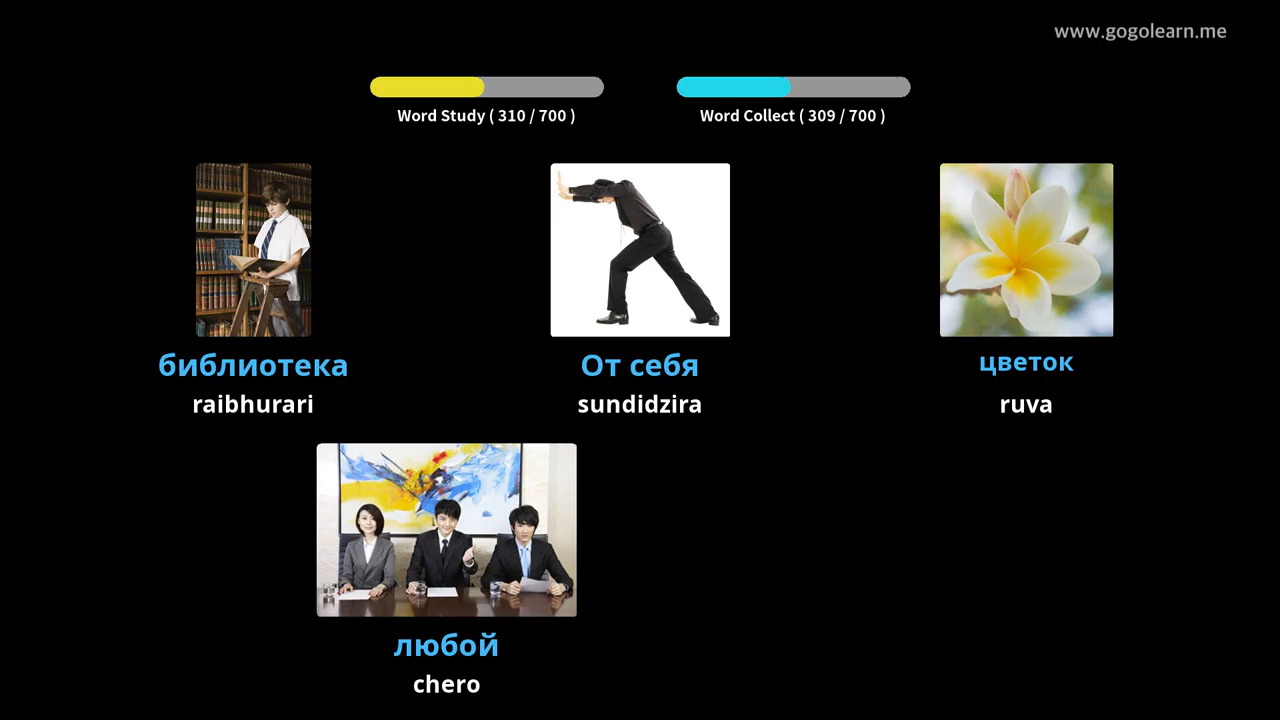 www.gogolearn.me
Word Study ( 310 / 700 )
Word Collect ( 309 / 700 )
библиотека
raibhurari
От себя
sundidzira
цветок
ruva
любой
chero